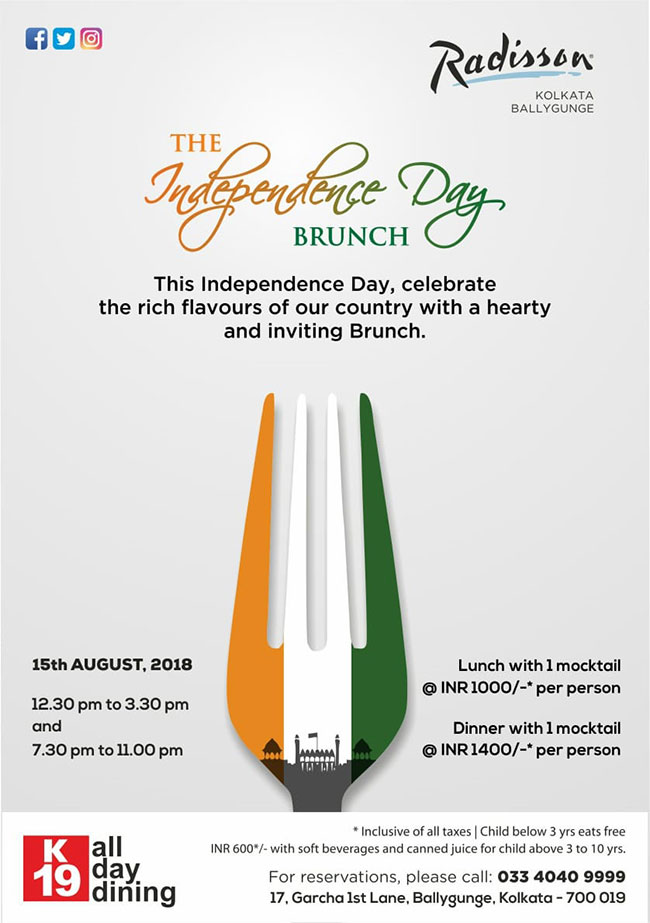 Radisson
KOLKATA
BALLYGUNGE
THE
Independence Day
BRUNCH
This Independence Day, celebrate
the rich flavours of our country with a hearty
and inviting Brunch.
15th AUGUST, 2018
12.30 pm to 3.30 pm
and
7.30 pm to 11.00 pm
Lunch with 1 mocktail
@ INR 1000/-* per person
Dinner with 1 mocktail
@ INR 1400/-* per person
K
19
all
day
dining
* Inclusive of all taxes | Child below 3 yrs eats free
INR 600*/- with soft beverages and canned juice for child above 3 to 10 yrs.
For reservations, please call: 033 4040 9999
17, Garcha 1st Lane, Ballygunge, Kolkata - 700 019